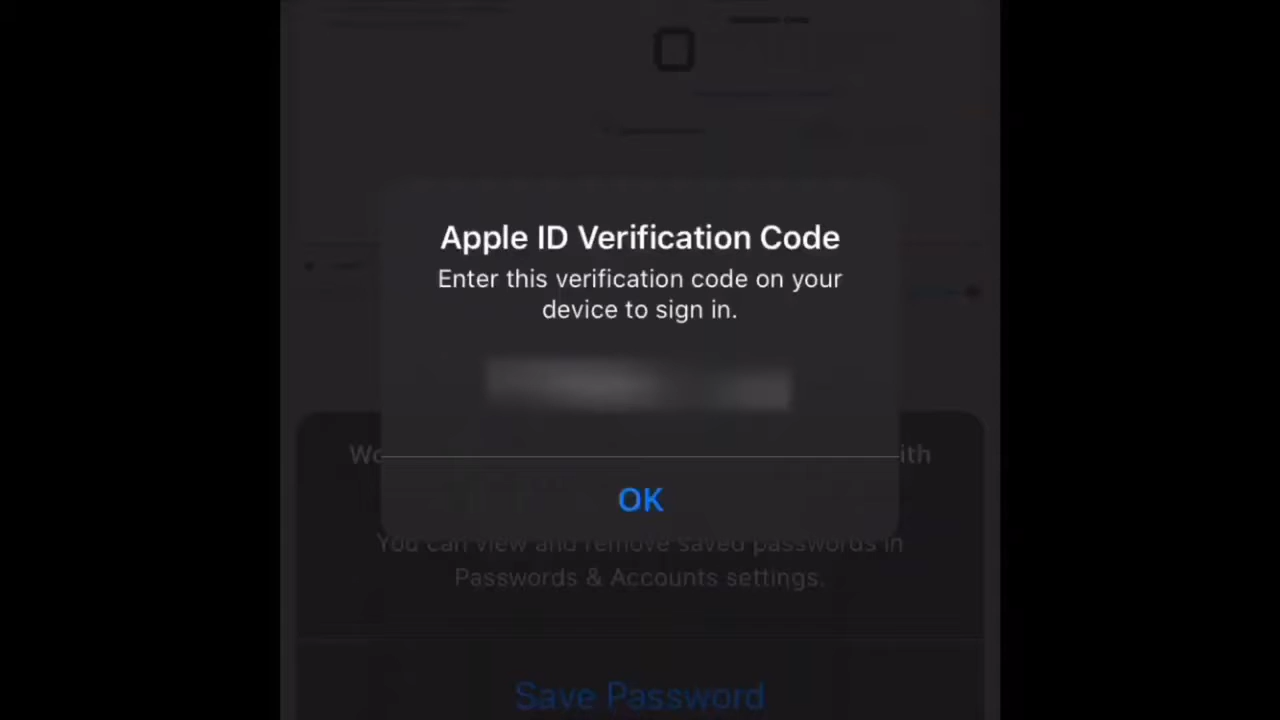 Apple ID Verification Code
Enter this verification code on your
device to sign in.
OK
You can view and remove saved passwords in
Passwords & Accounts settings.
Save Password